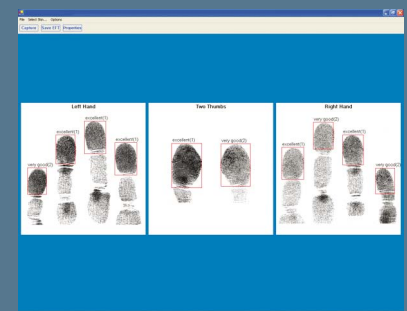 File Select Site... Options
Capture Save EFT Properties
Left Hand
very good(2)
excellent(1)
excellent(1)
excellent(1)
Two Thumbs
excellent(1)
very good(2)
Right Hand
excellent(1)
very good(2)
excellent(1)
very good(2)